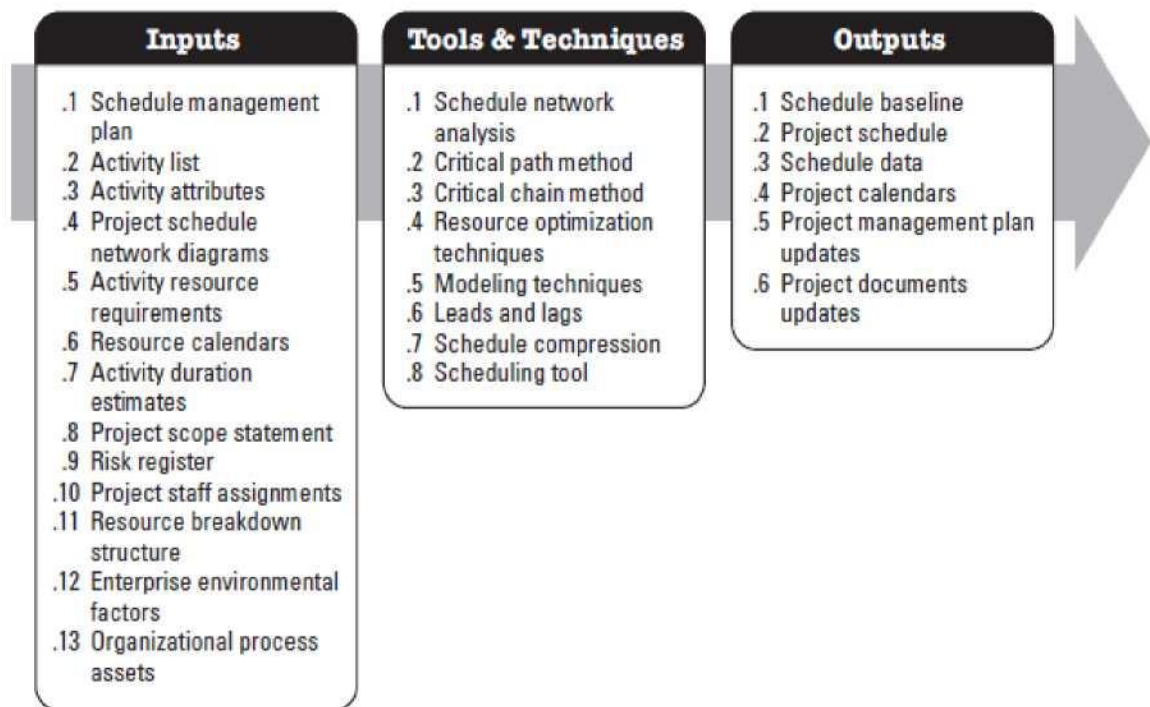 Inputs
.1 Schedule management
plan
.2 Activity list
.3 Activity attributes
.4 Project schedule
network diagrams
.5 Activity resource
requirements
.6 Resource calendars
.7 Activity duration
estimates
.8 Project scope statement
.9 Risk register
.10 Project staff assignments
.11 Resource breakdown
structure
.12 Enterprise environmental
factors
.13 Organizational process
assets
Tools & Techniques
.1 Schedule network
analysis
.2 Critical path method
.3 Critical chain method
.4 Resource optimization
techniques
.5 Modeling techniques
.6 Leads and lags
.7 Schedule compression
.8 Scheduling tool
Outputs
.1 Schedule baseline
.2 Project schedule
.3 Schedule data
.4 Project calendars
.5 Project management plan
updates
.6 Project documents
updates